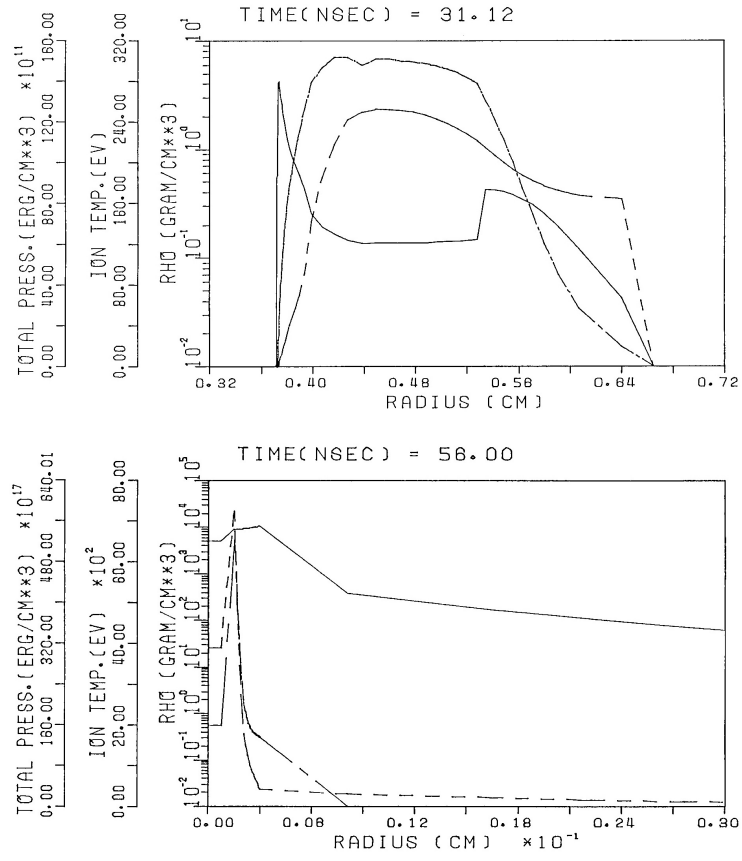 TIME(NSEC) = 31.12
TOTAL PRESS.(ERG/CM**3) *10¹¹
0.00 40.00 80.00 120.00 160.00
ION TEMP.(EV)
0.00 80.00 160.00 240.00 320.00
RHO (GRAM/CM**3)
10⁻² 10⁻¹ 10⁰ 10¹
0.32 0.40 0.48 0.56 0.64 0.72
RADIUS (CM)
TIME(NSEC) = 56.00
TOTAL PRESS.(ERG/CM**3) *10¹⁷
0.00 160.00 320.00 480.00 640.01
ION TEMP.(EV) *10²
0.00 20.00 40.00 60.00 80.00
RHO (GRAM/CM**3)
10⁻² 10⁻¹ 10⁰ 10¹ 10² 10³ 10⁴ 10⁵
0.00 0.06 0.12 0.18 0.24 0.30
RADIUS (CM) *10⁻¹